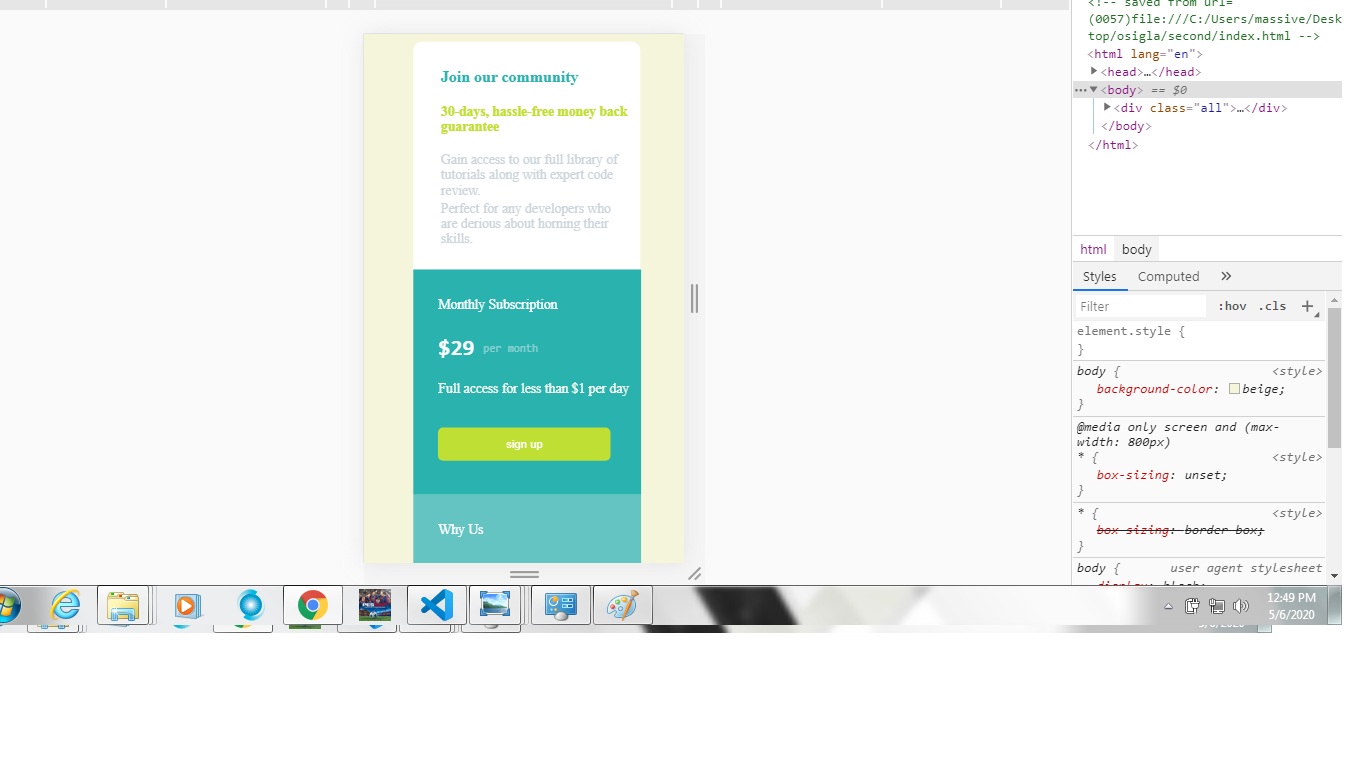 Join our community
30-days, hassle-free money back
guarantee
Gain access to our full library of
tutorials along with expert code
review.
Perfect for any developers who
are derious about horning their
skills.
Monthly Subscription
$29 per month
Full access for less than $1 per day
sign up
Why Us
<!-- saved from url=
(0057)file:///C:/Users/massive/Desk
top/osigla/second/index.html -->
<html lang="en">
<head>…</head>
<body> == $0
<div class="all">…</div>
</body>
</html>
html body
Styles Computed »
Filter :hov .cls +
element.style {
}
body { <style>
background-color: beige;
}
@media only screen and (max-
width: 800px)
* { <style>
box-sizing: unset;
}
* { <style>
box-sizing: border-box;
}
body { user agent stylesheet
display: block;
12:49 PM
5/6/2020